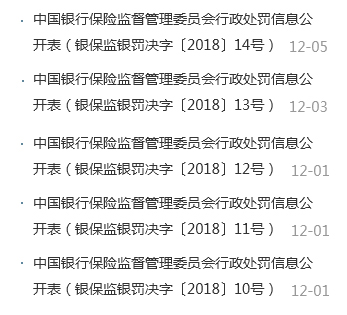 · 中国银行保险监督管理委员会行政处罚信息公
开表（银保监银罚决字〔2018〕14号） 12-05
· 中国银行保险监督管理委员会行政处罚信息公
开表（银保监银罚决字〔2018〕13号） 12-03
· 中国银行保险监督管理委员会行政处罚信息公
开表（银保监银罚决字〔2018〕12号） 12-01
· 中国银行保险监督管理委员会行政处罚信息公
开表（银保监银罚决字〔2018〕11号） 12-01
· 中国银行保险监督管理委员会行政处罚信息公
开表（银保监银罚决字〔2018〕10号） 12-01